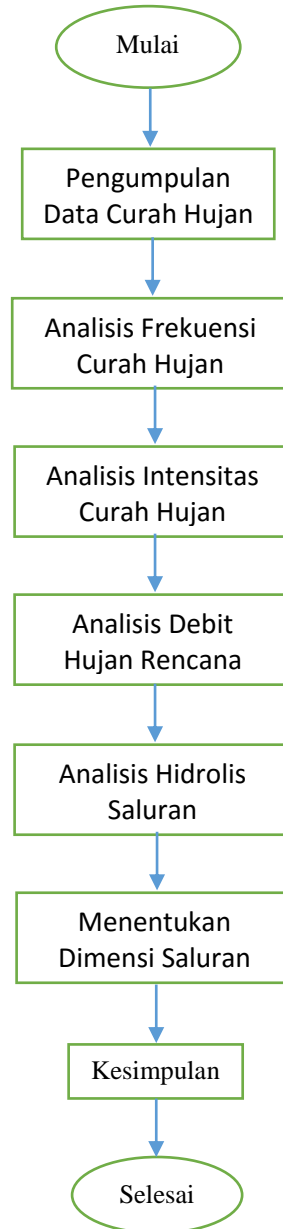 Mulai
Pengumpulan
Data Curah Hujan
Analisis Frekuensi
Curah Hujan
Analisis Intensitas
Curah Hujan
Analisis Debit
Hujan Rencana
Analisis Hidrolis
Saluran
Menentukan
Dimensi Saluran
Kesimpulan
Selesai